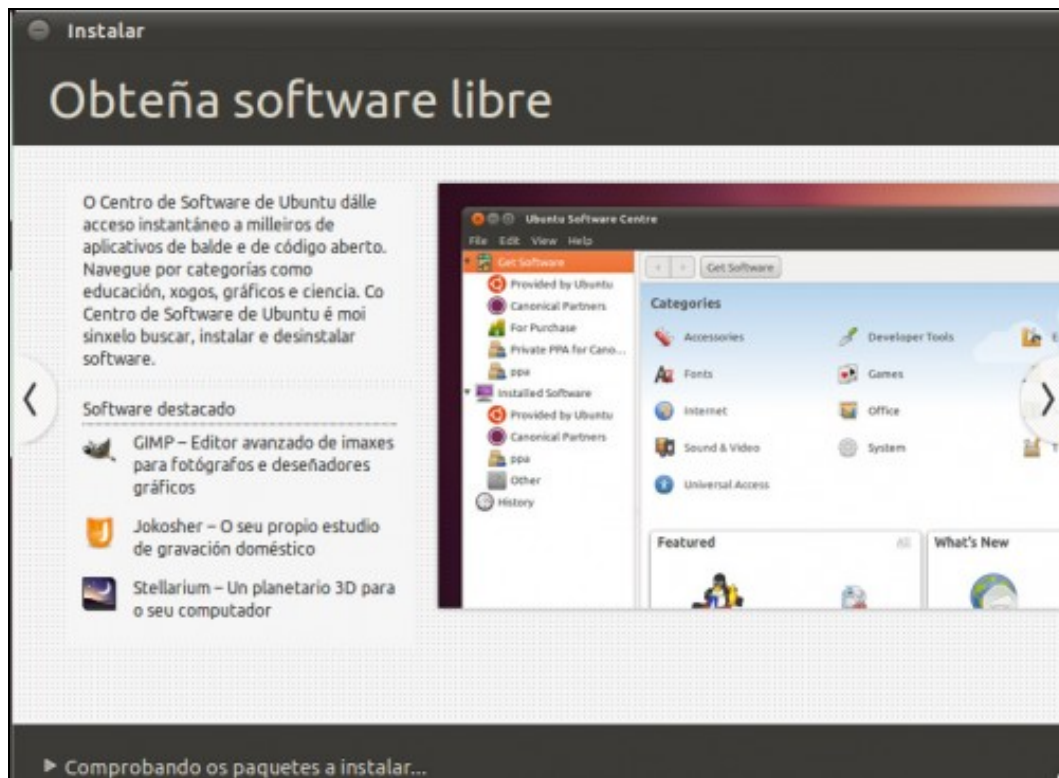 Instalar
Obteña software libre
O Centro de Software de Ubuntu dálle
acceso instantáneo a milleiros de
aplicativos de balde e de código aberto.
Navegue por categorías como
educación, xogos, gráficos e ciencia. Co
Centro de Software de Ubuntu é moi
sinxelo buscar, instalar e desinstalar
software.
Software destacado
GIMP – Editor avanzado de imaxes
para fotógrafos e deseñadores
gráficos
Jokosher – O seu propio estudio
de gravación doméstico
Stellarium – Un planetario 3D para
o seu computador
Ubuntu Software Centre
File Edit View Help
Get Software
Provided by Ubuntu
Canonical Partners
For Purchase
Private PPA for Cano...
ppa
Installed Software
Provided by Ubuntu
Canonical Partners
ppa
Other
History
Get Software
Categories
Accessories
Developer Tools
Fonts
Games
Internet
Office
Sound & Video
System
Universal Access
Featured
All
What's New
Comprobando os paquetes a instalar...